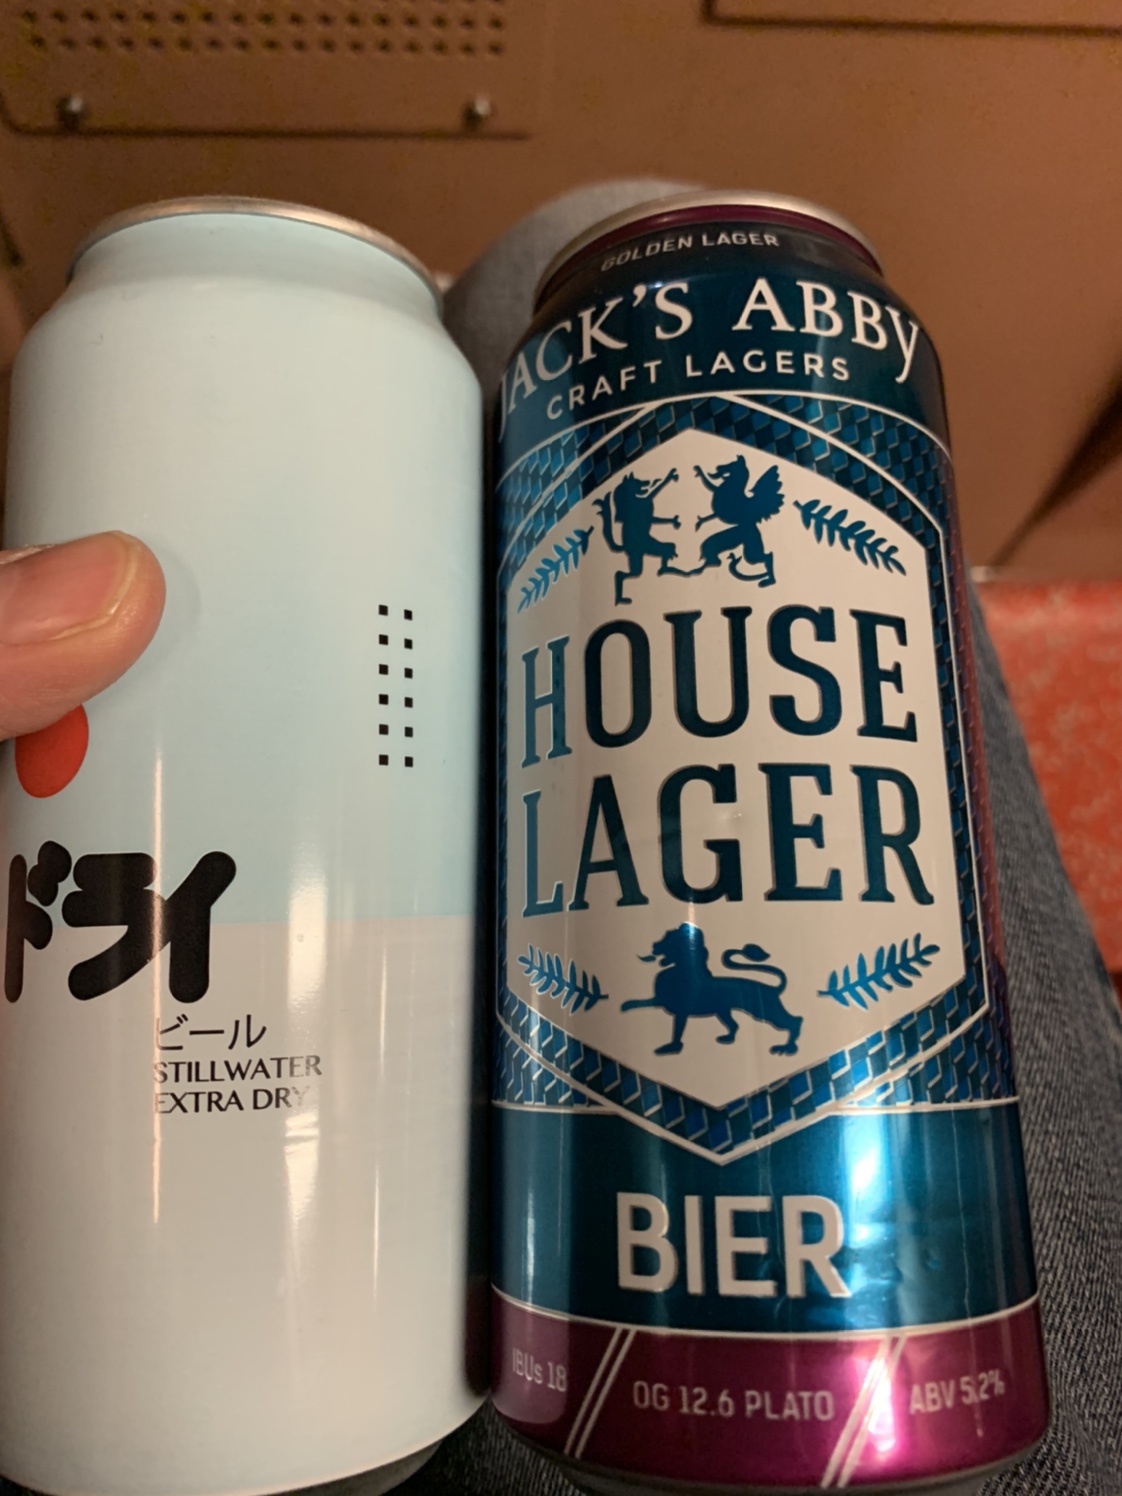 ドライ
ビール
STILLWATER
EXTRA DRY
GOLDEN LAGER
JACK'S ABBY
CRAFT LAGERS
HOUSE
LAGER
BIER
IBUs 18
OG 12.6 PLATO
ABV 5.2%